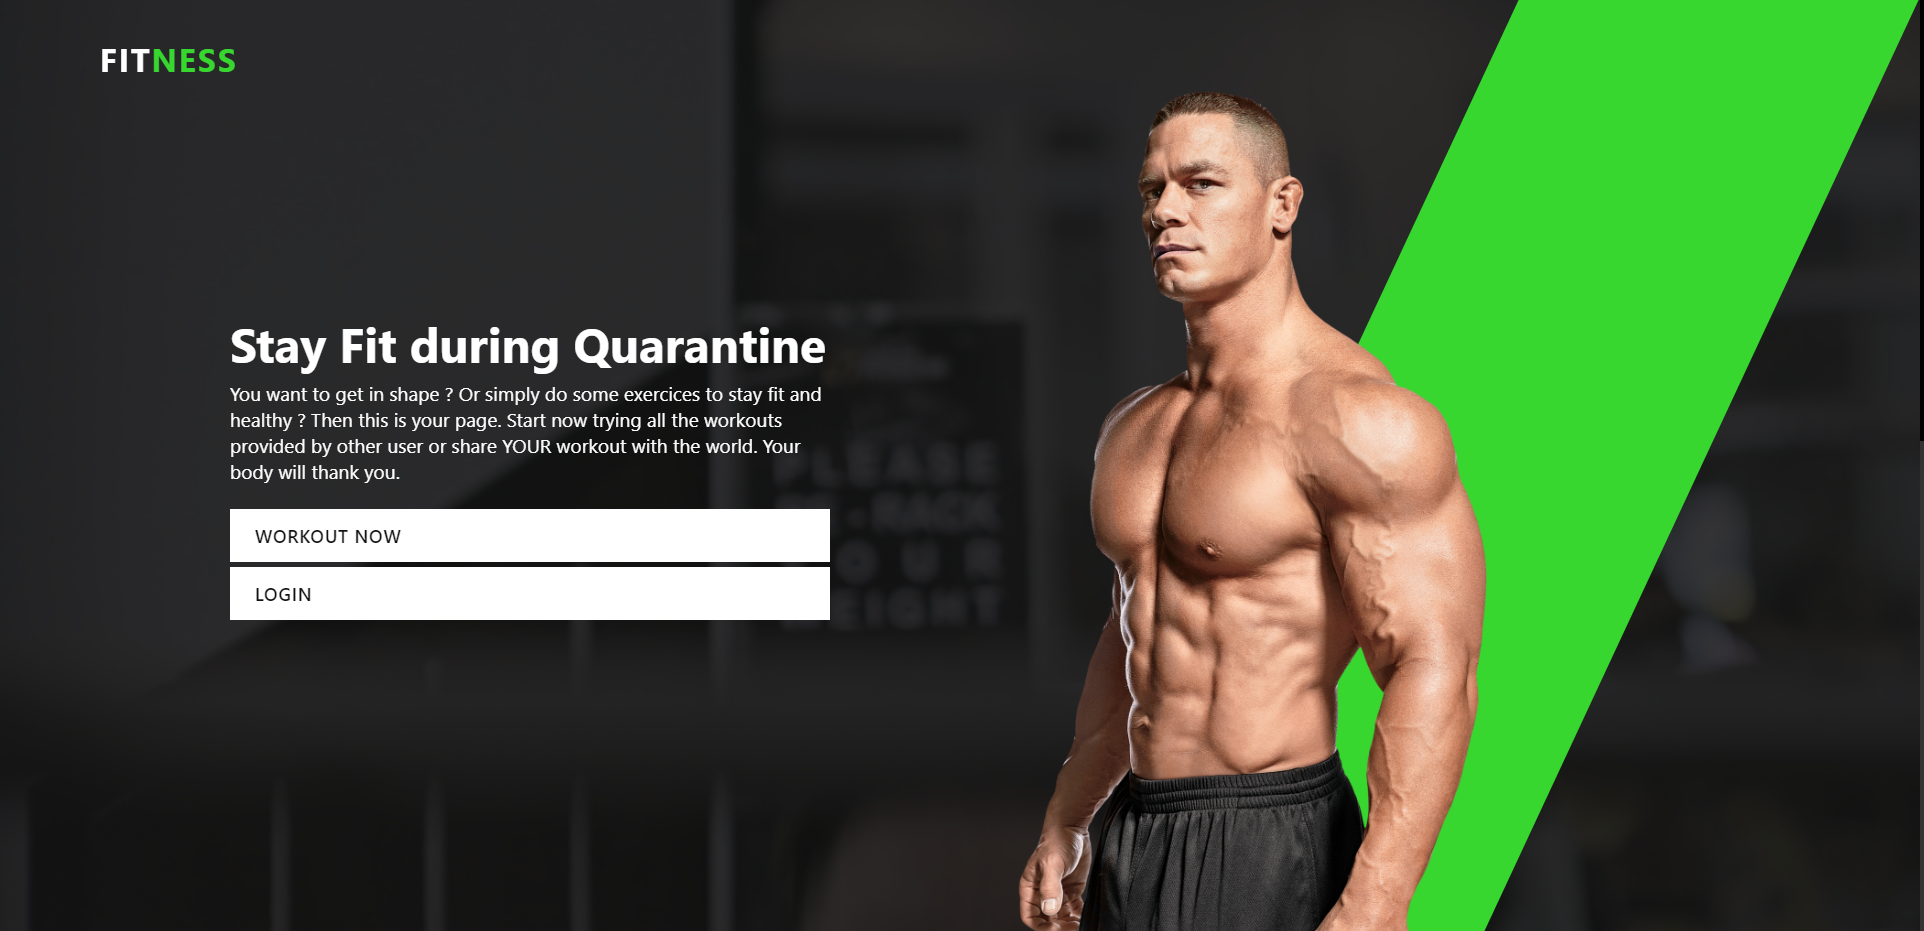 FITNESS
Stay Fit during Quarantine
You want to get in shape ? Or simply do some exercices to stay fit and
healthy ? Then this is your page. Start now trying all the workouts
provided by other user or share YOUR workout with the world. Your
body will thank you.
PLEASE
RE-RACK
WORKOUT NOW
OUR
LOGIN
EIGHT